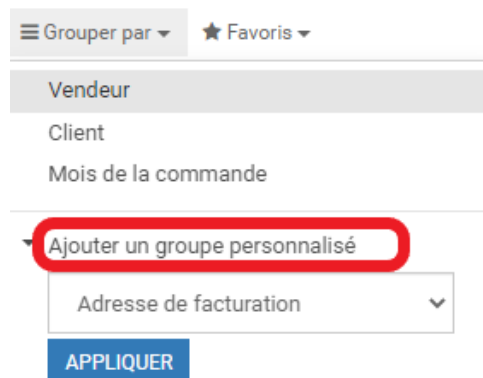 Grouper par Favoris
Vendeur
Client
Mois de la commande
Ajouter un groupe personnalisé
Adresse de facturation
APPLIQUER